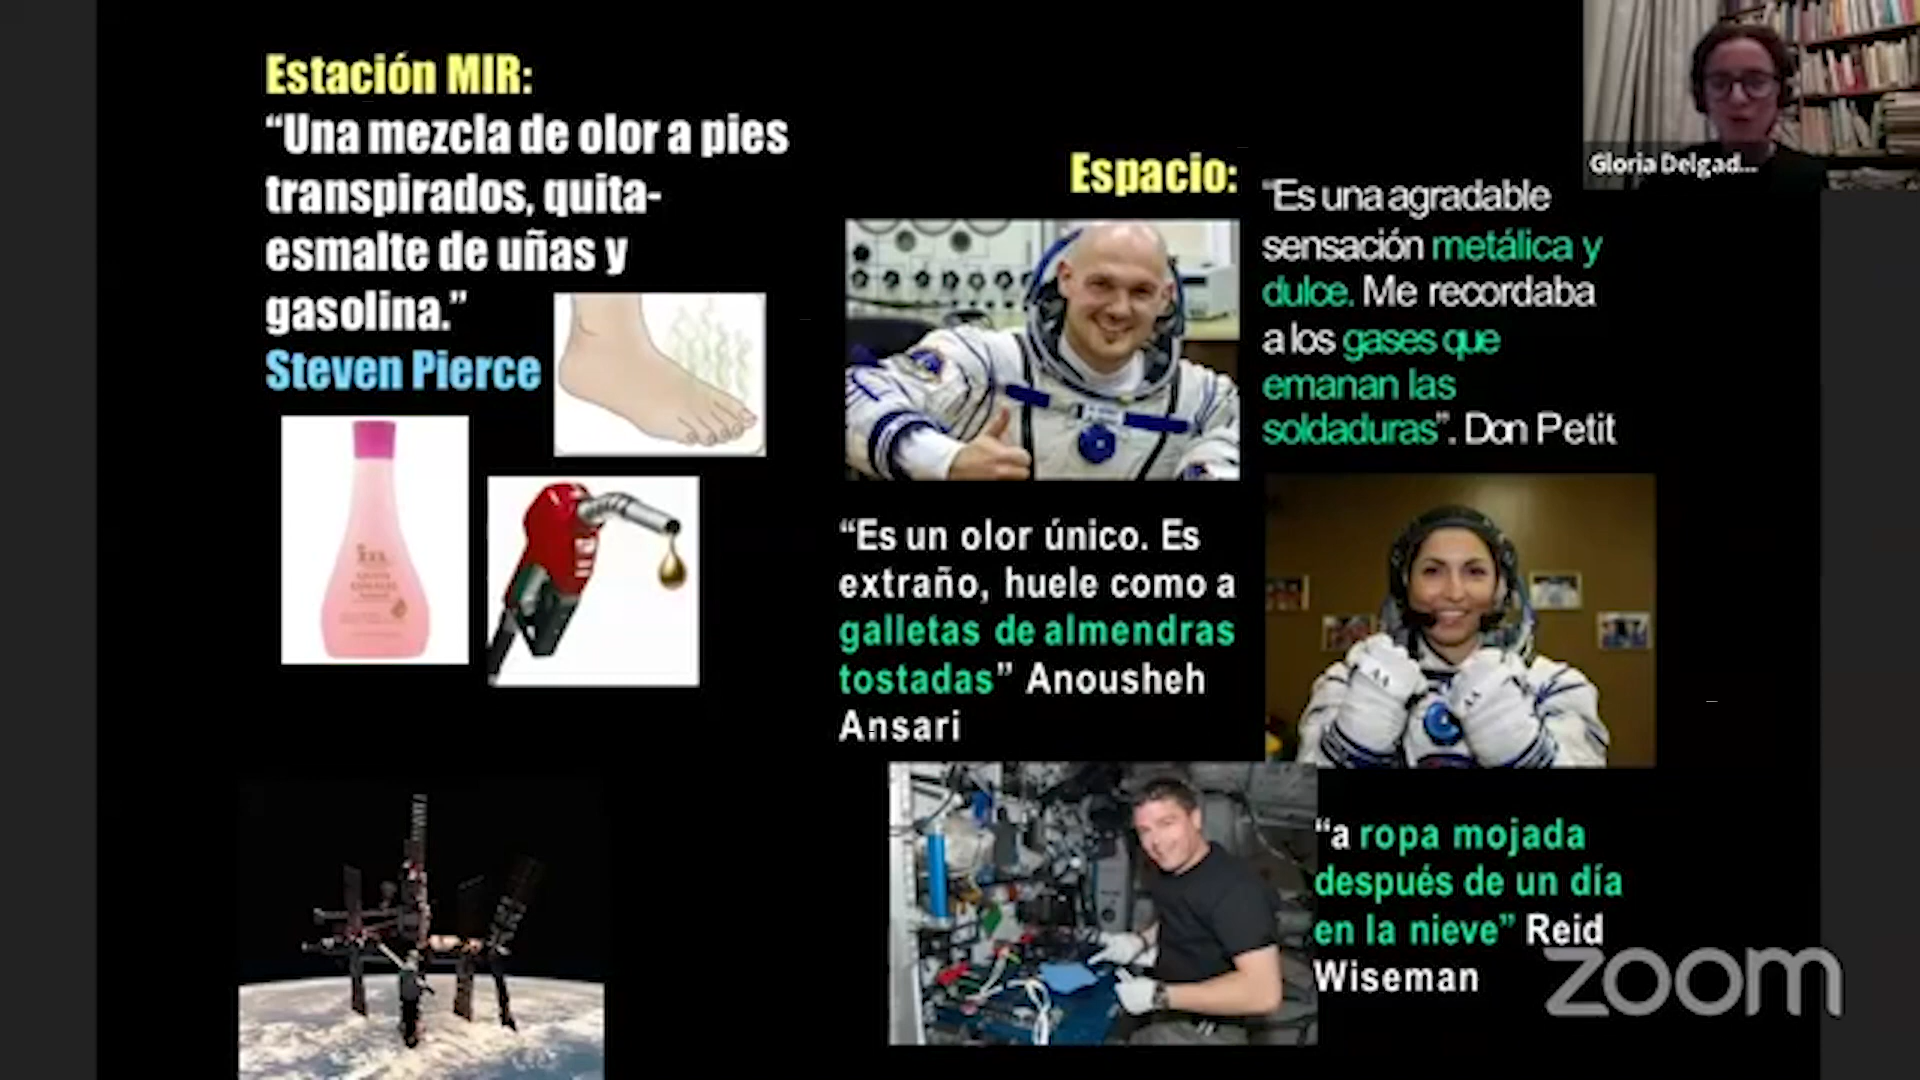 Estación MIR:
“Una mezcla de olor a pies
transpirados, quita-
esmalte de uñas y
gasolina.”
Steven Pierce
Espacio:
“Es una agradable
sensación metálica y
dulce. Me recordaba
a los gases que
emanan las
soldaduras”. Don Petit
“Es un olor único. Es
extraño, huele como a
galletas de almendras
tostadas” Anousheh
Ansari
“a ropa mojada
después de un día
en la nieve” Reid
Wiseman
Gloria Delgad...
zoom